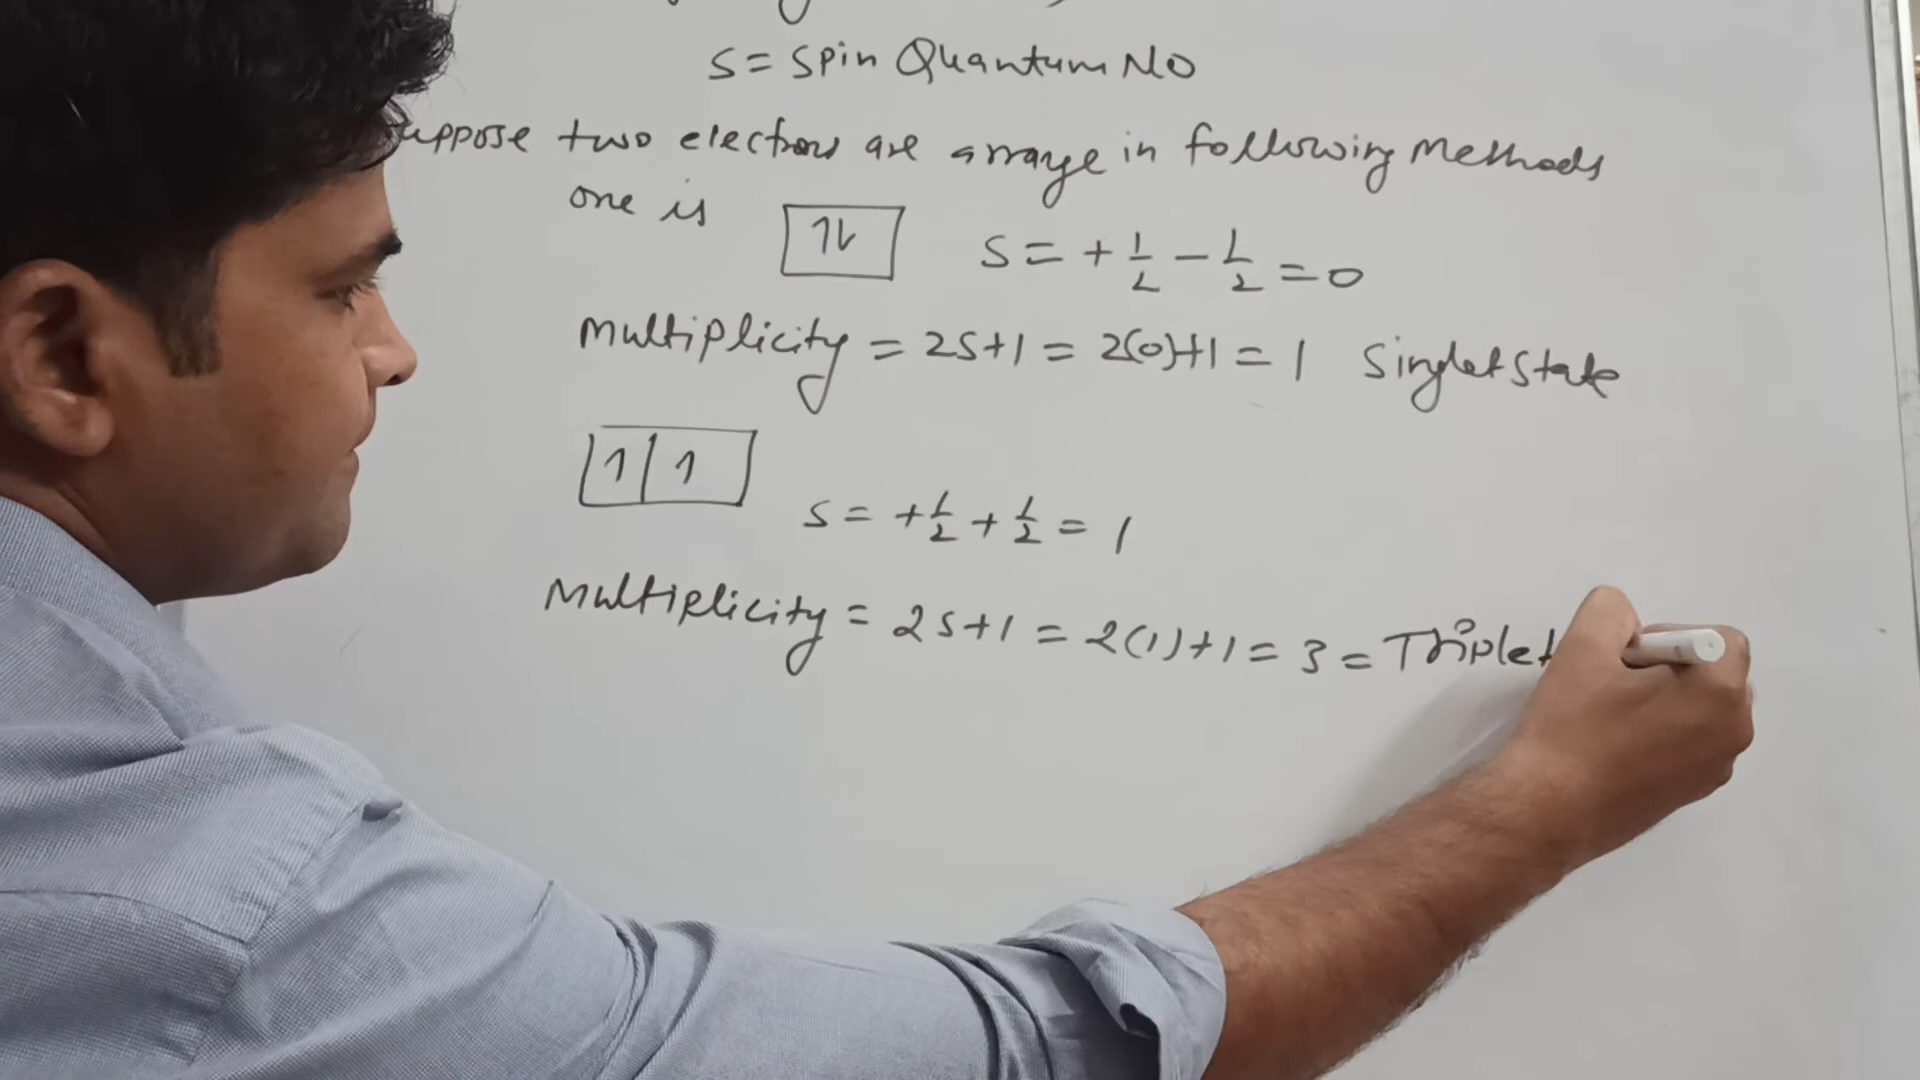 S = Spin Quantum No
uppose two electrons are arrange in following Methods
one is 1L S = + 1/2 - 1/2 = 0
Multiplicity = 2S+1 = 2(0)+1 = 1 Singlet State
1 1
S = + 1/2 + 1/2 = 1
Multiplicity = 2S+1 = 2(1)+1 = 3 = Triplet